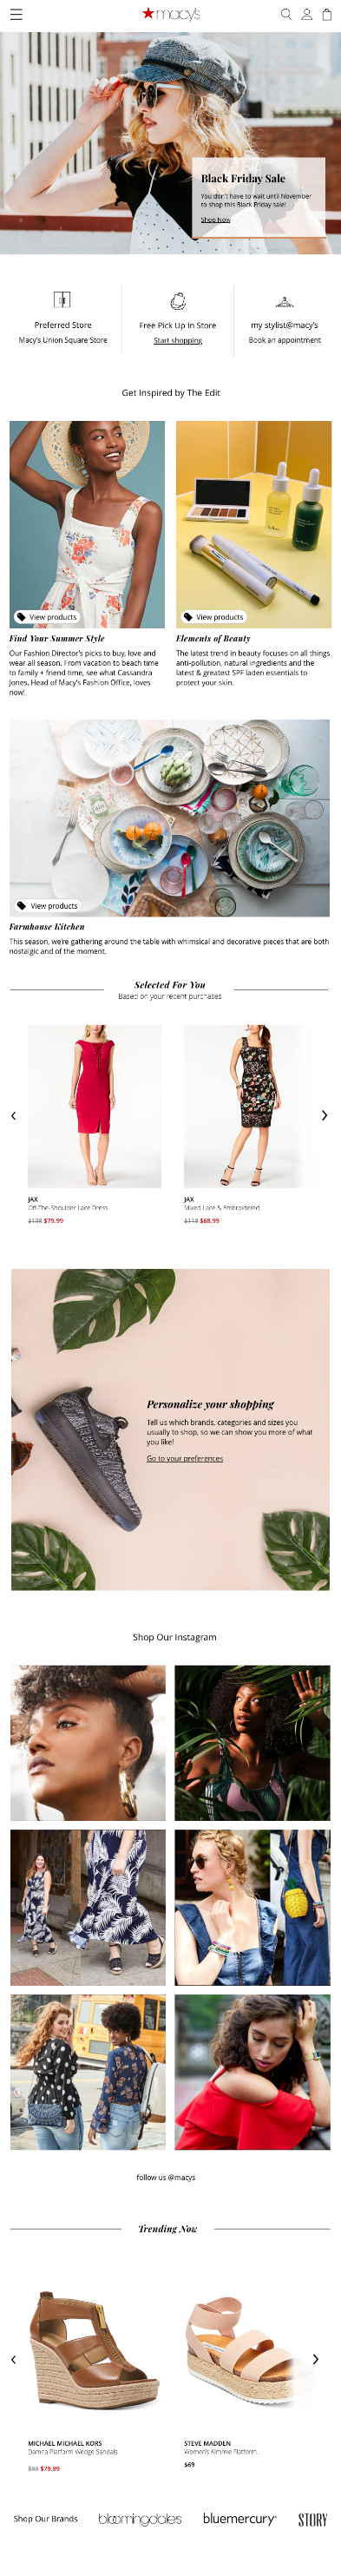 macy's
Black Friday Sale
You don't have to wait until November
to shop this Black Friday sale!
Shop Now
Preferred Store
Macy's Union Square Store
Free Pick Up In Store
Start shopping
my stylist@macy's
Book an appointment
Get Inspired by The Edit
View products
Find Your Summer Style
Our Fashion Director's picks to buy, love and
wear all season. From vacation to beach time
to family + friend time, see what Cassandra
Jones, Head of Macy's Fashion Office, loves
now!
View products
Elements of Beauty
The latest trend in beauty focuses on all things
anti-pollution, natural ingredients and the
latest & greatest SPF laden essentials to
protect your skin.
View products
Farmhouse Kitchen
This season, we're gathering around the table with whimsical and decorative pieces that are both
nostalgic and of the moment.
Selected For You
Based on your recent purchases
JAX
Off-The-Shoulder Lace Dress
$138 $79.99
JAX
Mixed Lace & Embroidered
$118 $68.99
Personalize your shopping
Tell us which brands, categories and sizes you
usually to shop, so we can show you more of what
you like!
Go to your preferences
Shop Our Instagram
follow us @macys
Trending Now
MICHAEL MICHAEL KORS
Damita Platform Wedge Sandals
$99 $79.99
STEVE MADDEN
Women's Kimmie Flatform...
$69
Shop Our Brands
bloomingdale's
bluemercury
STORY